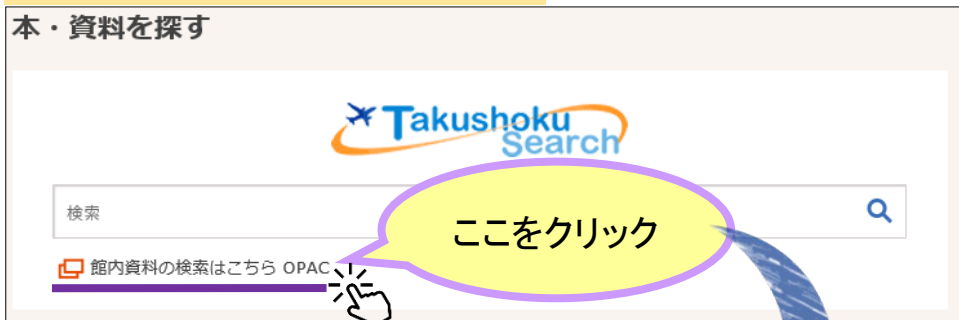 本・資料を探す
Takushoku
Search
検索
ここをクリック
館内資料の検索はこちら OPAC